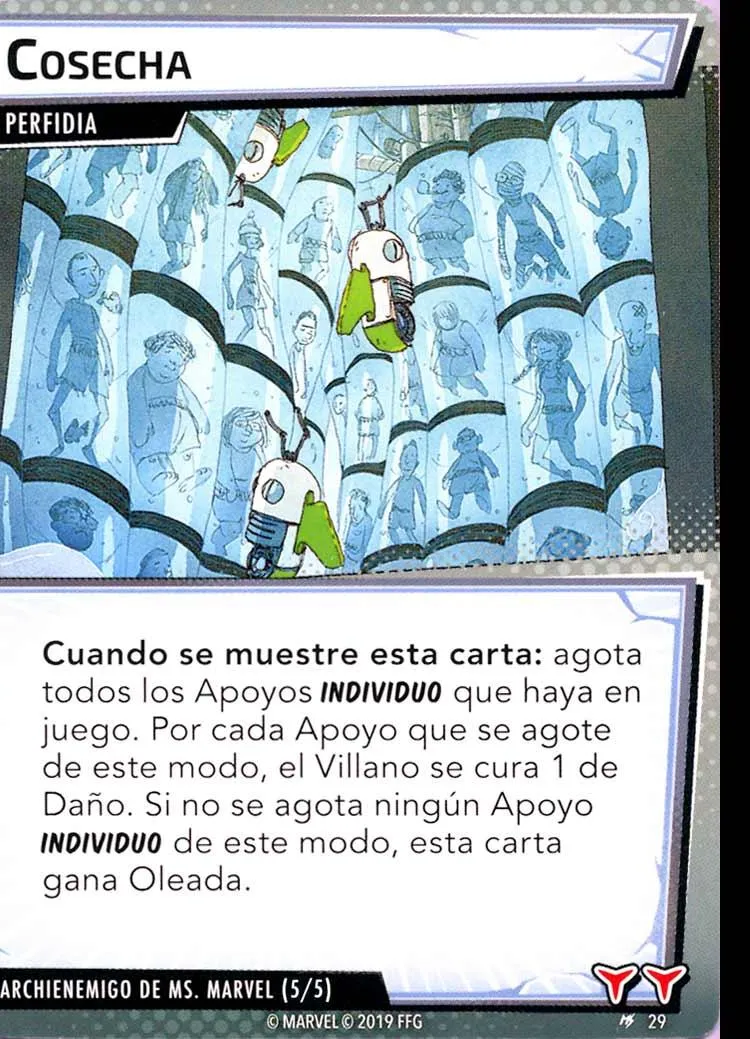 COSECHA
PERFIDIA
Cuando se muestre esta carta: agota
todos los Apoyos INDIVIDUO que haya en
juego. Por cada Apoyo que se agote
de este modo, el Villano se cura 1 de
Daño. Si no se agota ningún Apoyo
INDIVIDUO de este modo, esta carta
gana Oleada.
ARCHIENEMIGO DE MS. MARVEL (5/5)
© MARVEL © 2019 FFG
29